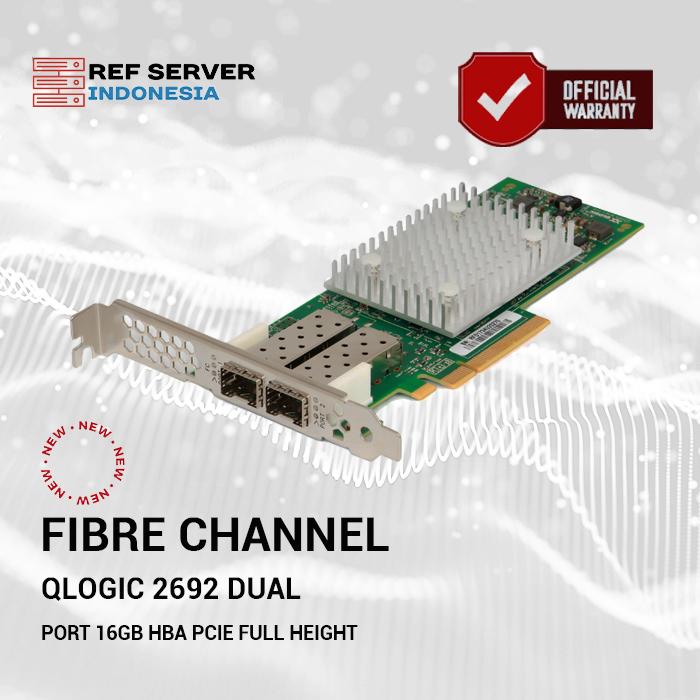 REF SERVER
INDONESIA
OFFICIAL
WARRANTY
NEW • NEW • NEW • NEW • NEW •
FIBRE CHANNEL
QLOGIC 2692 DUAL
PORT 16GB HBA PCIE FULL HEIGHT